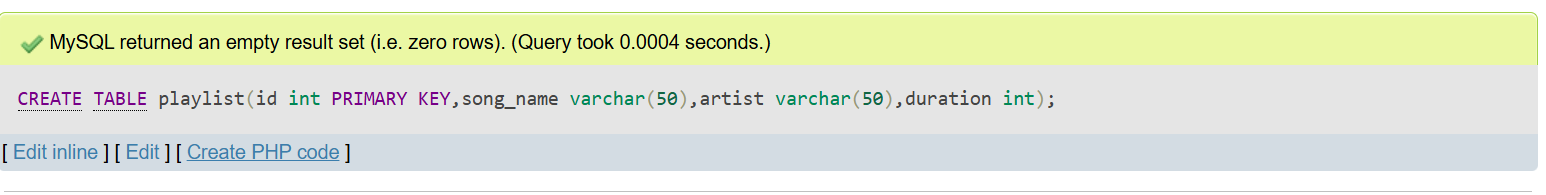 MySQL returned an empty result set (i.e. zero rows). (Query took 0.0004 seconds.)
CREATE TABLE playlist(id int PRIMARY KEY,song_name varchar(50),artist varchar(50),duration int);
[ Edit inline ] [ Edit ] [ Create PHP code ]